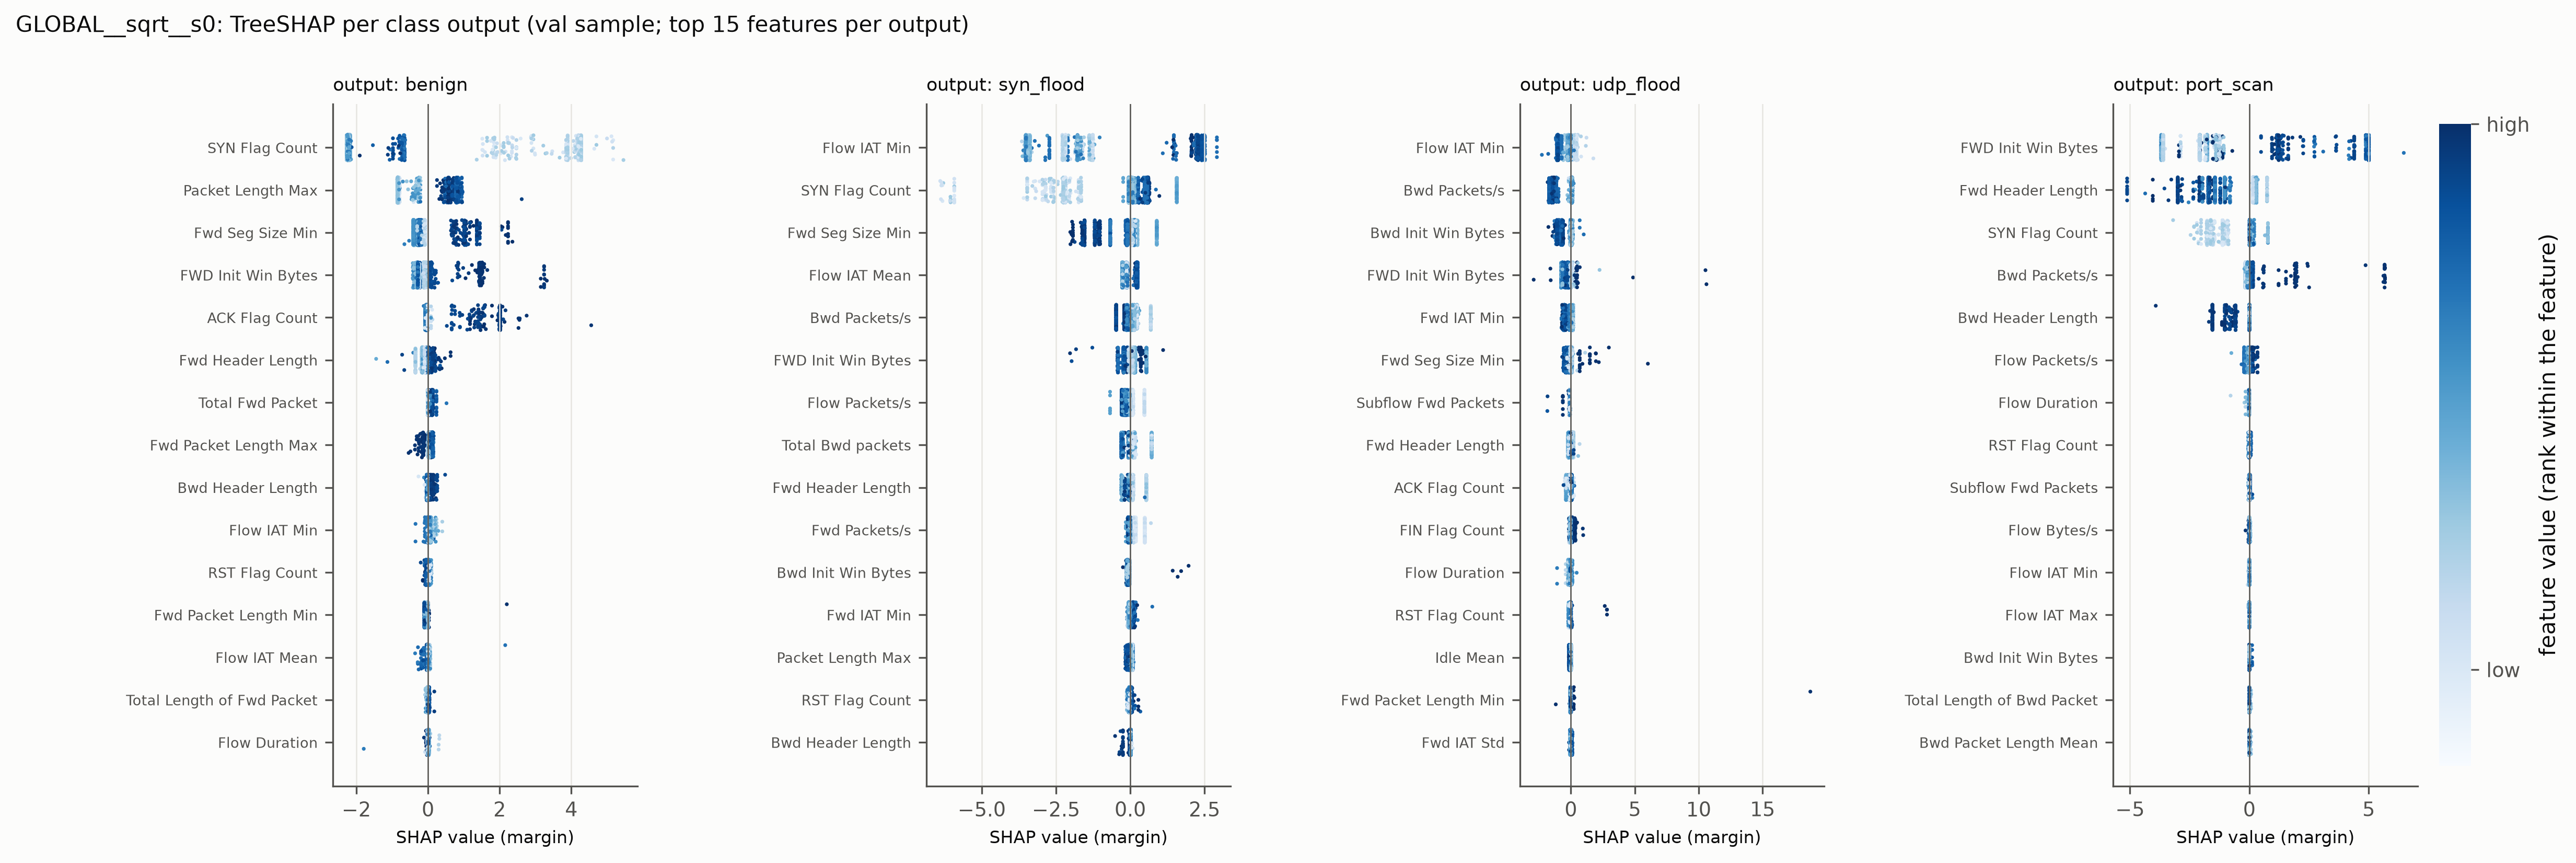 GLOBAL__sqrt__s0: TreeSHAP per class output (val sample; top 15 features per output)
output: benign
SYN Flag Count
Packet Length Max
Fwd Seg Size Min
FWD Init Win Bytes
ACK Flag Count
Fwd Header Length
Total Fwd Packet
Fwd Packet Length Max
Bwd Header Length
Flow IAT Min
RST Flag Count
Fwd Packet Length Min
Flow IAT Mean
Total Length of Fwd Packet
Flow Duration
−2 0 2 4
SHAP value (margin)
output: syn_flood
Flow IAT Min
SYN Flag Count
Fwd Seg Size Min
Flow IAT Mean
Bwd Packets/s
FWD Init Win Bytes
Flow Packets/s
Total Bwd packets
Fwd Header Length
Fwd Packets/s
Bwd Init Win Bytes
Fwd IAT Min
Packet Length Max
RST Flag Count
Bwd Header Length
−5.0 −2.5 0.0 2.5
SHAP value (margin)
output: udp_flood
Flow IAT Min
Bwd Packets/s
Bwd Init Win Bytes
FWD Init Win Bytes
Fwd IAT Min
Fwd Seg Size Min
Subflow Fwd Packets
Fwd Header Length
ACK Flag Count
FIN Flag Count
Flow Duration
RST Flag Count
Idle Mean
Fwd Packet Length Min
Fwd IAT Std
0 5 10 15
SHAP value (margin)
output: port_scan
FWD Init Win Bytes
Fwd Header Length
SYN Flag Count
Bwd Packets/s
Bwd Header Length
Flow Packets/s
Flow Duration
RST Flag Count
Subflow Fwd Packets
Flow Bytes/s
Flow IAT Min
Flow IAT Max
Bwd Init Win Bytes
Total Length of Bwd Packet
Bwd Packet Length Mean
−5 0 5
SHAP value (margin)
high
low
feature value (rank within the feature)